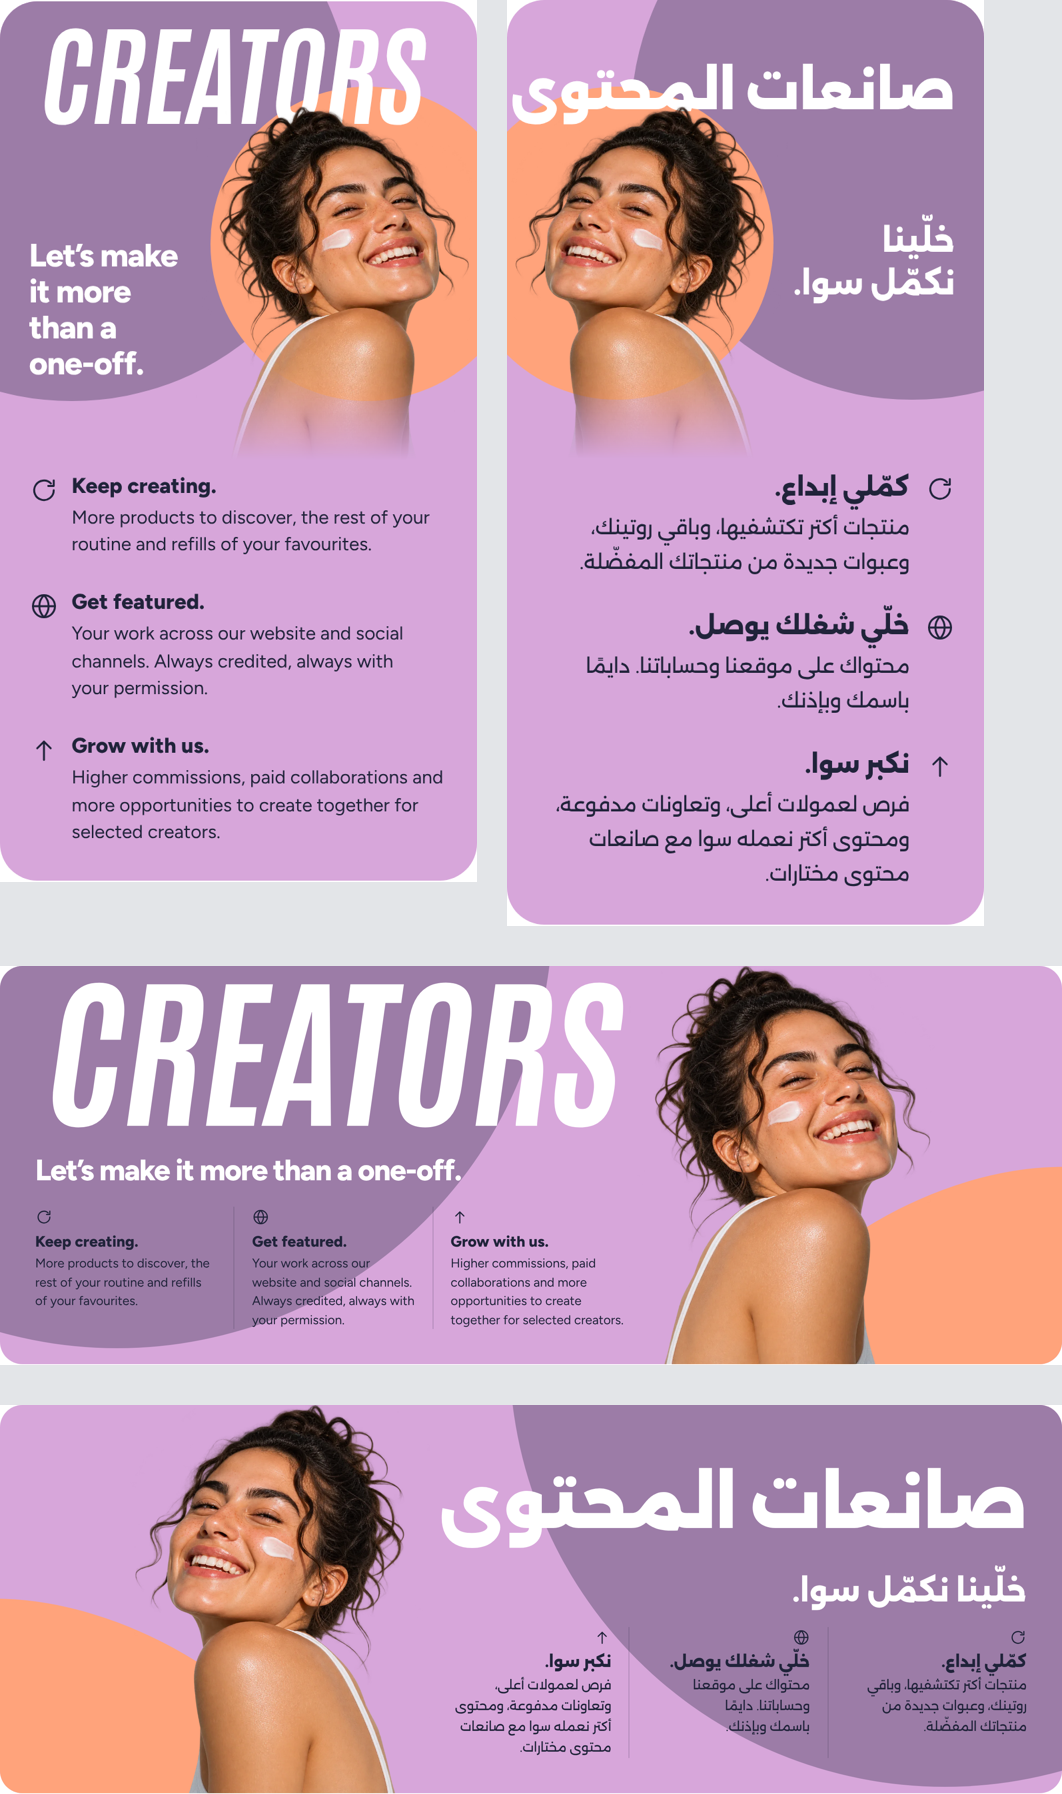 CREATORS
Let's make
it more
than a
one-off.
Keep creating.
More products to discover, the rest of your
routine and refills of your favourites.
Get featured.
Your work across our website and social
channels. Always credited, always with
your permission.
Grow with us.
Higher commissions, paid collaborations and
more opportunities to create together for
selected creators.
صانعات المحتوى
خلّينا
نكمّل سوا.
كمّلي إبداع.
منتجات أكتر تكتشفيها، وباقي روتينك،
وعبوات جديدة من منتجاتك المفضّلة.
خلّي شغلك يوصل.
محتواك على موقعنا وحساباتنا. دايمًا
باسمك وبإذنك.
نكبر سوا.
فرص لعمولات أعلى، وتعاونات مدفوعة،
ومحتوى أكتر نعمله سوا مع صانعات
محتوى مختارات.
CREATORS
Let's make it more than a one-off.
Keep creating.
More products to discover, the
rest of your routine and refills
of your favourites.
Get featured.
Your work across our
website and social channels.
Always credited, always with
your permission.
Grow with us.
Higher commissions, paid
collaborations and more
opportunities to create
together for selected creators.
صانعات المحتوى
خلّينا نكمّل سوا.
كمّلي إبداع.
منتجات أكتر تكتشفيها، وباقي
روتينك، وعبوات جديدة من
منتجاتك المفضّلة.
خلّي شغلك يوصل.
محتواك على موقعنا
وحساباتنا. دايمًا
باسمك وبإذنك.
نكبر سوا.
فرص لعمولات أعلى،
وتعاونات مدفوعة، ومحتوى
أكتر نعمله سوا مع صانعات
محتوى مختارات.